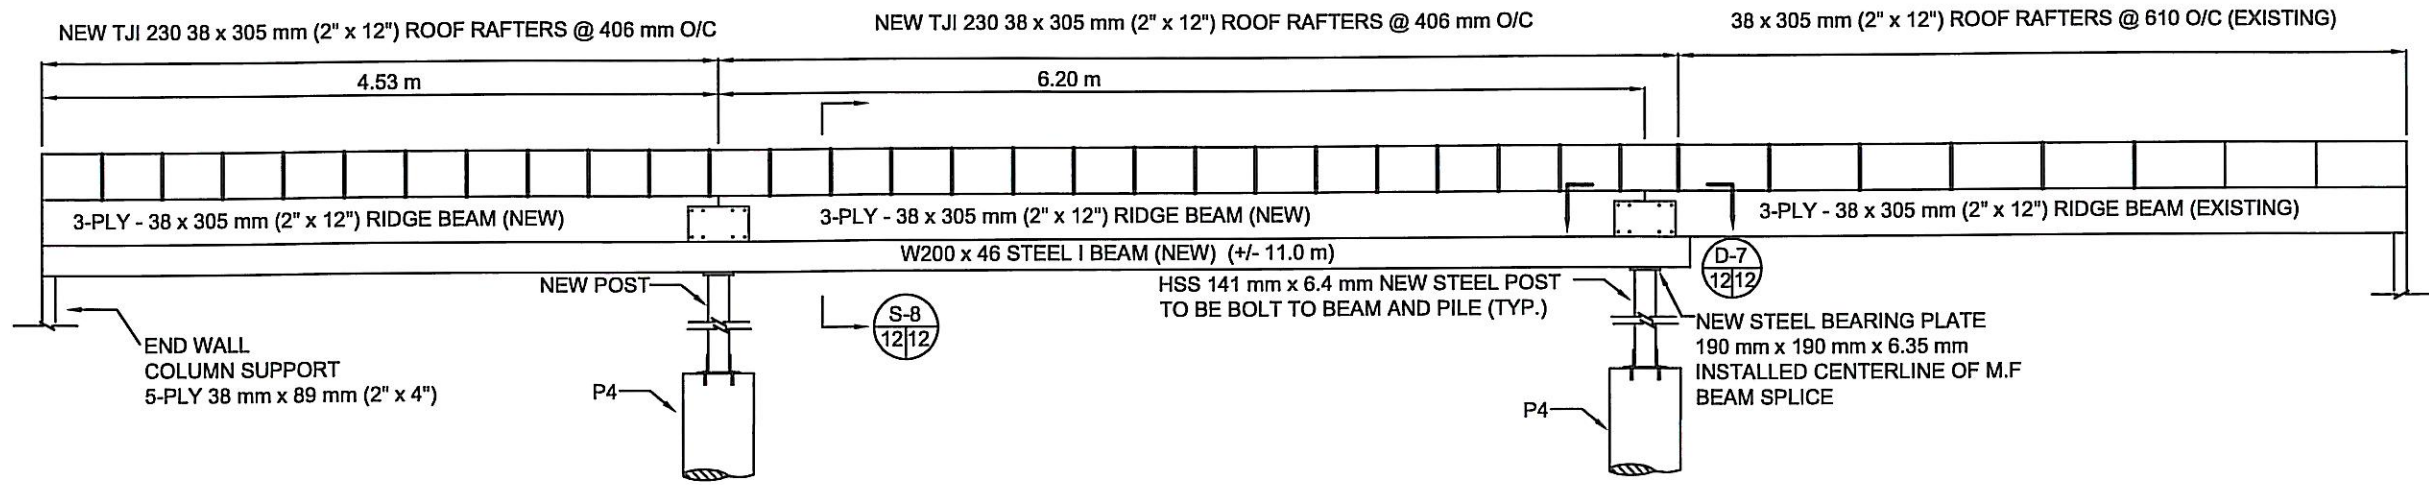 NEW TJI 230 38 x 305 mm (2" x 12") ROOF RAFTERS @ 406 mm O/C
NEW TJI 230 38 x 305 mm (2" x 12") ROOF RAFTERS @ 406 mm O/C
38 x 305 mm (2" x 12") ROOF RAFTERS @ 610 O/C (EXISTING)
4.53 m
6.20 m
3-PLY - 38 x 305 mm (2" x 12") RIDGE BEAM (NEW)
3-PLY - 38 x 305 mm (2" x 12") RIDGE BEAM (NEW)
3-PLY - 38 x 305 mm (2" x 12") RIDGE BEAM (EXISTING)
W200 x 46 STEEL I BEAM (NEW) (+/- 11.0 m)
D-7
12 12
NEW POST
HSS 141 mm x 6.4 mm NEW STEEL POST
TO BE BOLT TO BEAM AND PILE (TYP.)
S-8
12 12
NEW STEEL BEARING PLATE
190 mm x 190 mm x 6.35 mm
INSTALLED CENTERLINE OF M.F
BEAM SPLICE
END WALL
COLUMN SUPPORT
5-PLY 38 mm x 89 mm (2" x 4")
P4
P4